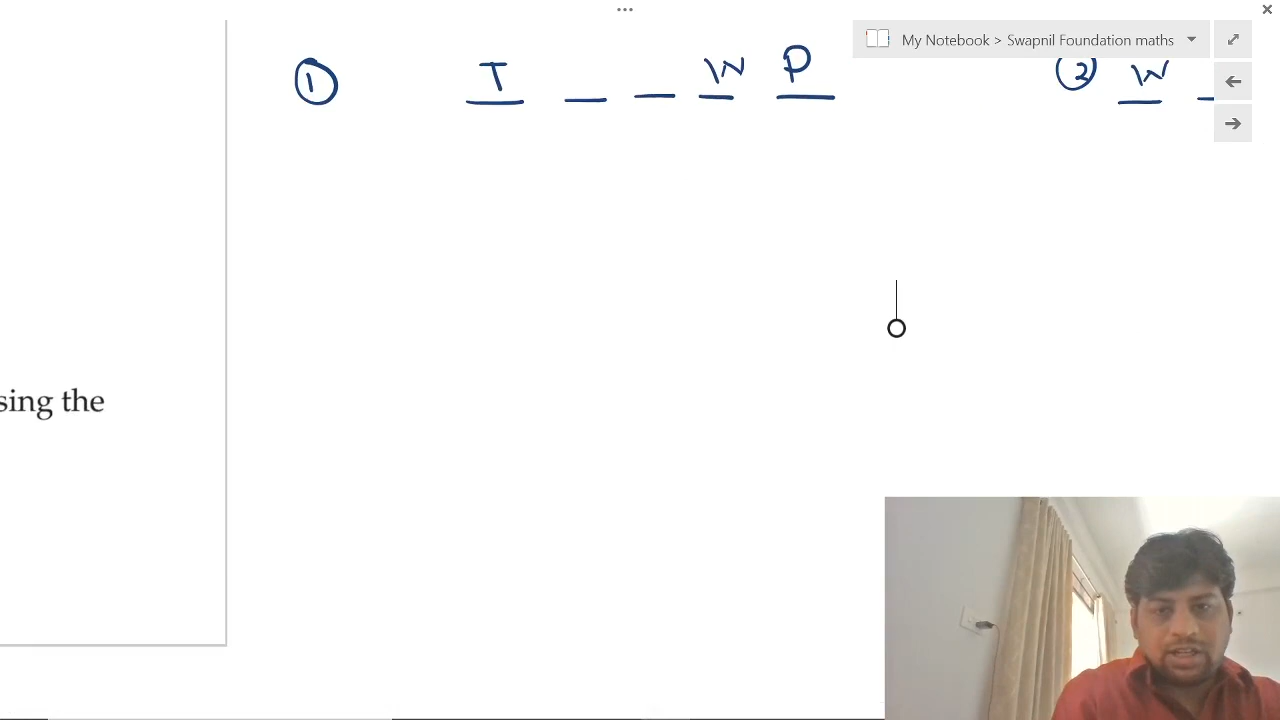 My Notebook > Swapnil Foundation maths
① T _ _ W P ② W _
sing the